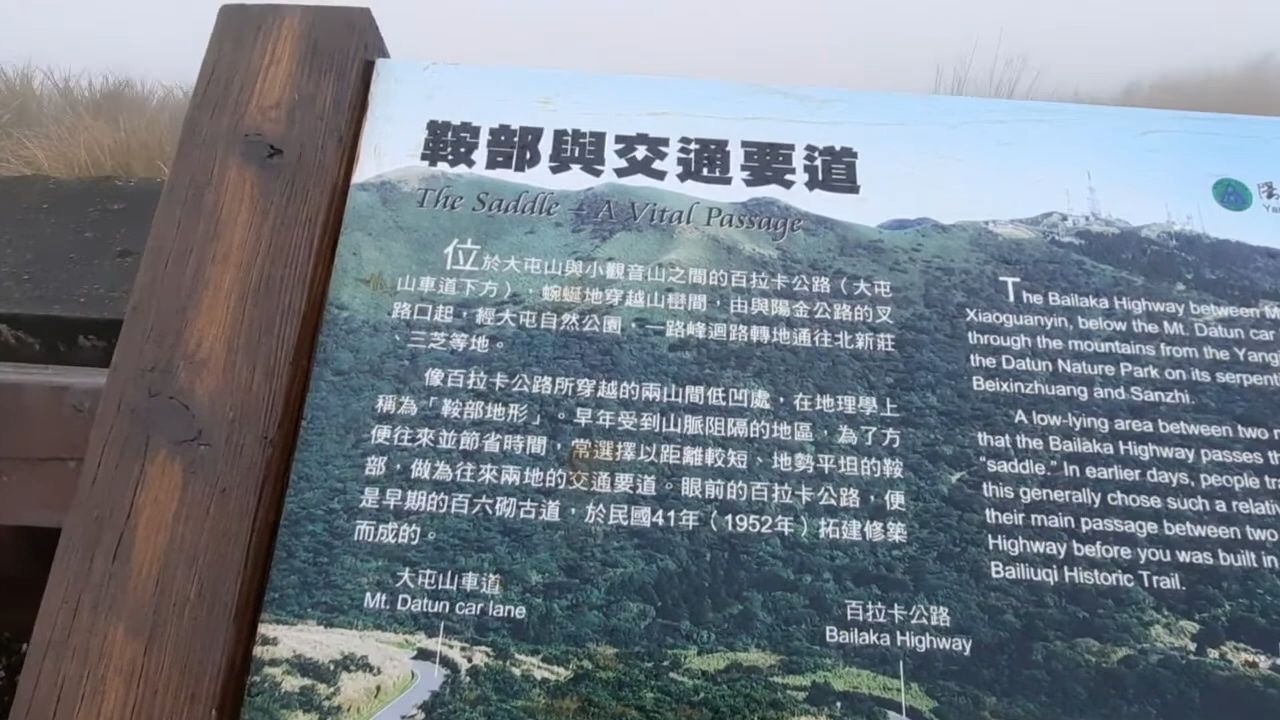 鞍部與交通要道
The Saddle – A Vital Passage
位於大屯山與小觀音山之間的百拉卡公路（大屯
山車道下方），蜿蜒地穿越山巒間，由與陽金公路的叉
路口起，經大屯自然公園，一路峰迴路轉地通往北新莊
、三芝等地。
像百拉卡公路所穿越的兩山間低凹處，在地理學上
稱為「鞍部地形」。早年受到山脈阻隔的地區，為了方
便往來並節省時間，常選擇以距離較短、地勢平坦的鞍
部，做為往來兩地的交通要道。眼前的百拉卡公路，便
是早期的百六砌古道，於民國41年（1952年）拓建修築
而成的。
The Bailaka Highway between
Xiaoguanyin, below the Mt. Datun car
through the mountains from the Yang
the Datun Nature Park on its serpent
Beixinzhuang and Sanzhi.
A low-lying area between two
that the Bailaka Highway passes th
“saddle.” In earlier days, people tr
this generally chose such a relati
their main passage between two
Highway before you was built in
Bailiuqi Historic Trail.
大屯山車道
Mt. Datun car lane
百拉卡公路
Bailaka Highway